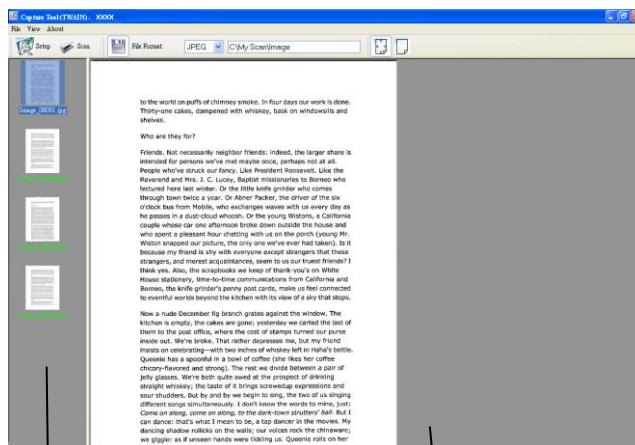 Capture Tool(TWAIN) - XXXX
File View About
Setup Scan File Format: JPEG C:\My Scan\Image
Image_00001.jpg
to the world on puffs of chimney smoke. In four days our work is done.
Thirty-one cakes, dampened with whiskey, bask on windowsills and
shelves.
Who are they for?
Friends. Not necessarily neighbor friends: indeed, the larger share is
intended for persons we've met maybe once, perhaps not at all.
People who've struck our fancy. Like President Roosevelt. Like the
Reverend and Mrs. J. C. Lucey, Baptist missionaries to Borneo who
lectured here last winter. Or the little knife grinder who comes
through town twice a year. Or Abner Packer, the driver of the six
o'clock bus from Mobile, who exchanges waves with us every day as
he passes in a dust-cloud whoosh. Or the young Wistons, a California
couple whose car one afternoon broke down outside the house and
who spent a pleasant hour chatting with us on the porch (young Mr.
Wiston snapped our picture, the only one we've ever had taken). Is it
because my friend is shy with everyone except strangers that these
strangers, and merest acquaintances, seem to us our truest friends? I
think yes. Also, the scrapbooks we keep of thank-you's on White
House stationery, time-to-time communications from California and
Borneo, the knife grinder's penny post cards, make us feel connected
to eventful worlds beyond the kitchen with its view of a sky that stops.
Now a nude December fig branch grates against the window. The
kitchen is empty, the cakes are gone; yesterday we carted the last of
them to the post office, where the cost of stamps turned our purse
inside out. We're broke. That rather depresses me, but my friend
insists on celebrating—with two inches of whiskey left in Haha's bottle.
Queenie has a spoonful in a bowl of coffee (she likes her coffee
chicory-flavored and strong). The rest we divide between a pair of
jelly glasses. We're both quite awed at the prospect of drinking
straight whiskey; the taste of it brings screwedup expressions and
sour shudders. But by and by we begin to sing, the two of us singing
different songs simultaneously. I don't know the words to mine, just:
Come on along, come on along, to the dark-town strutters' ball. But I
can dance: that's what I mean to be, a tap dancer in the movies. My
dancing shadow rollicks on the walls; our voices rock the chinaware;
we giggle: as if unseen hands were tickling us. Queenie rolls on her